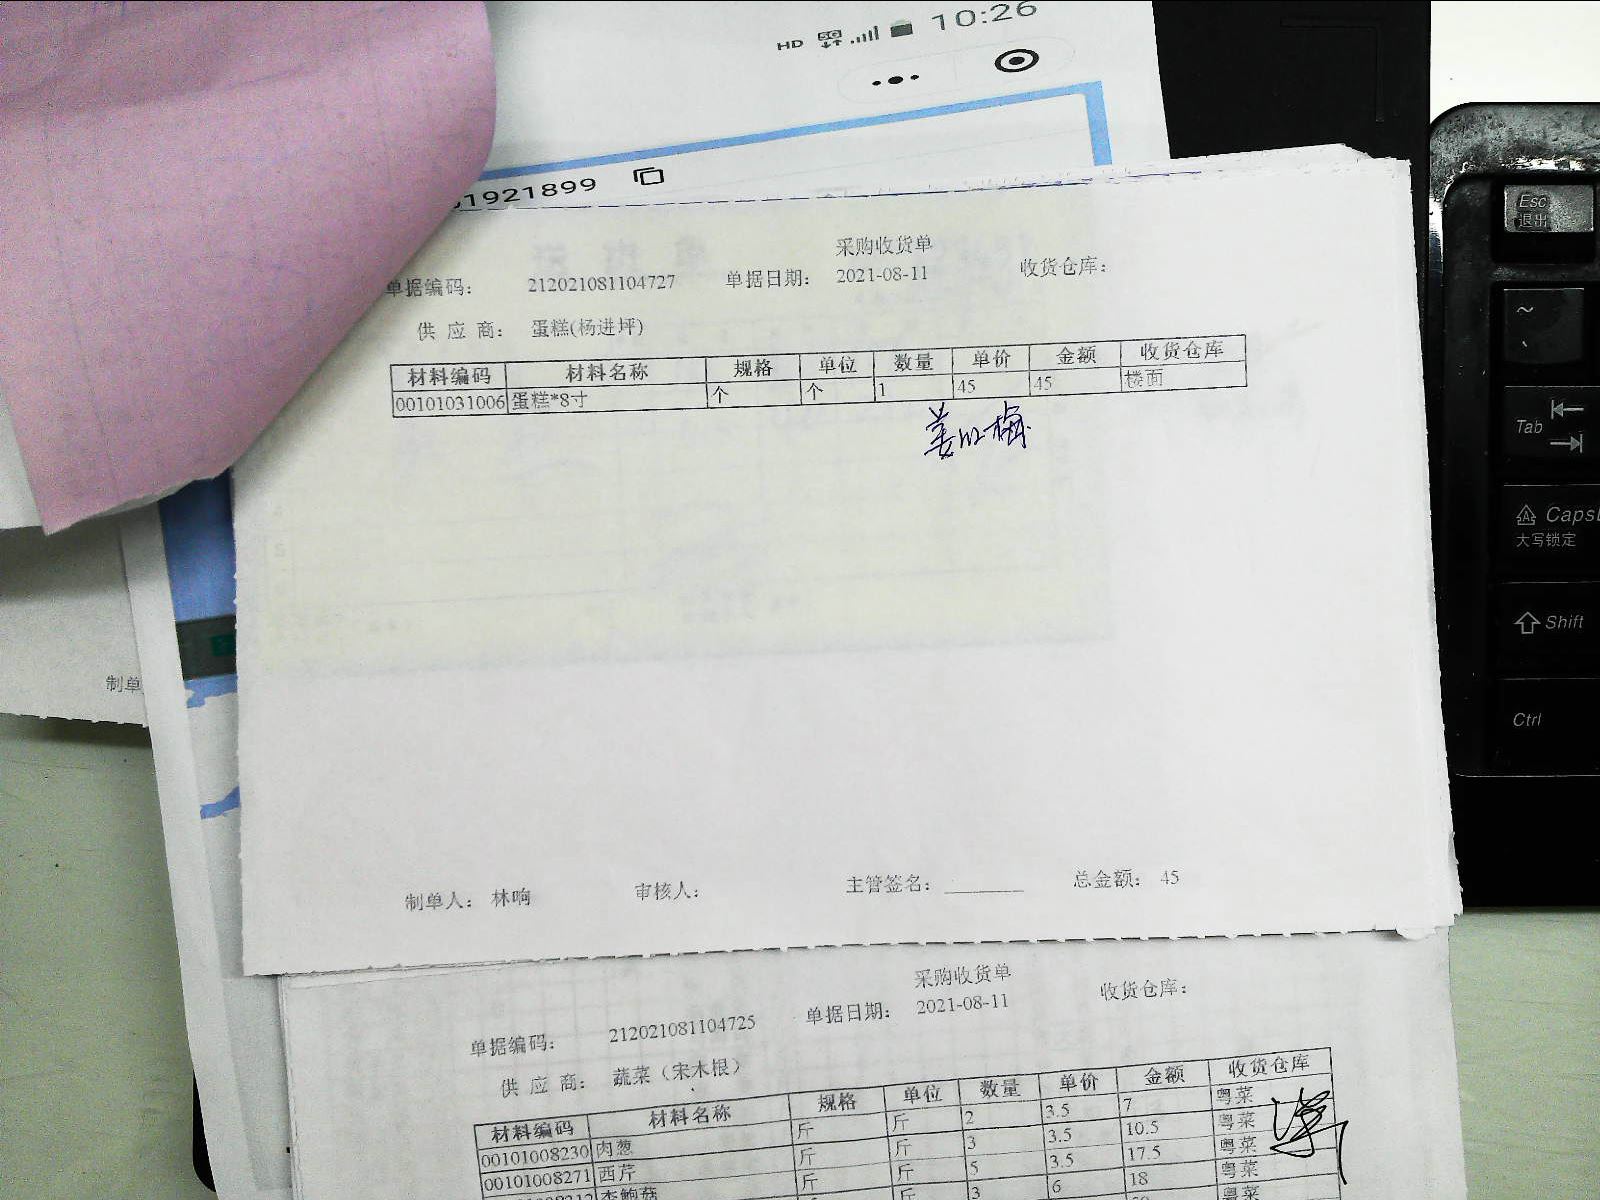 HD 5G 10:26
1921899
采购收货单
单据编码： 212021081104727 单据日期： 2021-08-11 收货仓库：
供 应 商： 蛋糕(杨进坪)
材料编码 材料名称 规格 单位 数量 单价 金额 收货仓库
00101031006 蛋糕*8寸 个 个 1 45 45 楼面
制单人： 林晌 审核人： 主管签名： 总金额： 45
制单
采购收货单
单据编码： 212021081104725 单据日期： 2021-08-11 收货仓库：
供 应 商： 蔬菜（宋木根）
材料编码 材料名称 规格 单位 数量 单价 金额 收货仓库
00101008230 肉葱 斤 斤 2 3.5 7 粤菜
00101008271 西芹 斤 斤 3 3.5 10.5 粤菜
杏鲍菇 斤 斤 5 3.5 17.5 粤菜
斤 3 6 18 粤菜
粤菜
Esc
退出
~
Tab
Caps
大写锁定
Shift
Ctrl